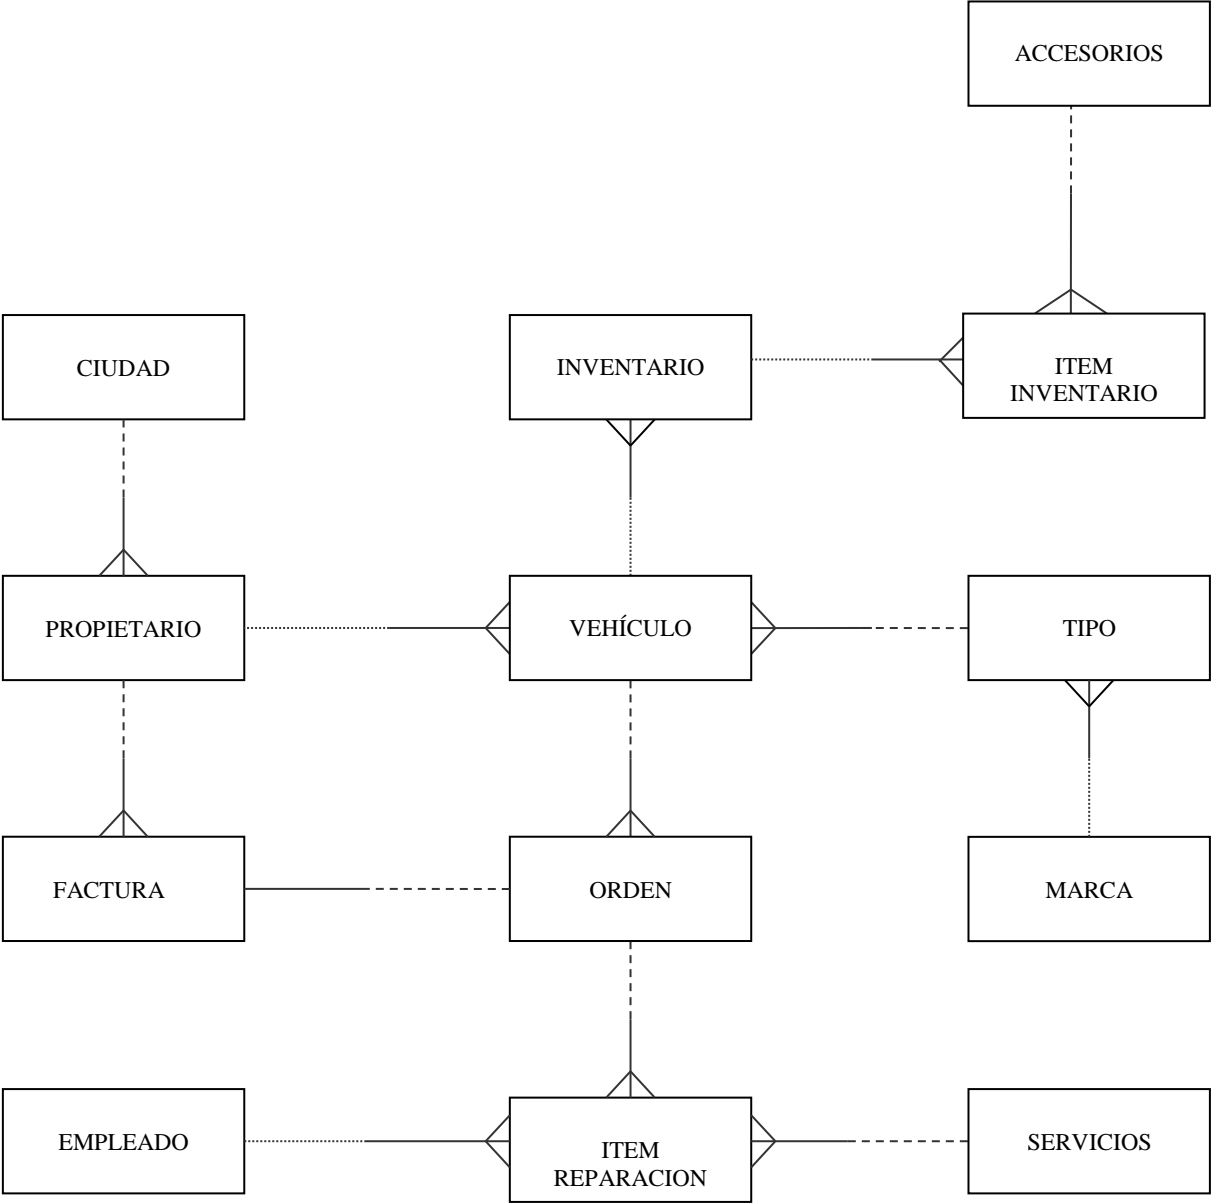 ACCESORIOS
CIUDAD
INVENTARIO
ITEM
INVENTARIO
PROPIETARIO
VEHÍCULO
TIPO
FACTURA
ORDEN
MARCA
EMPLEADO
ITEM
REPARACION
SERVICIOS